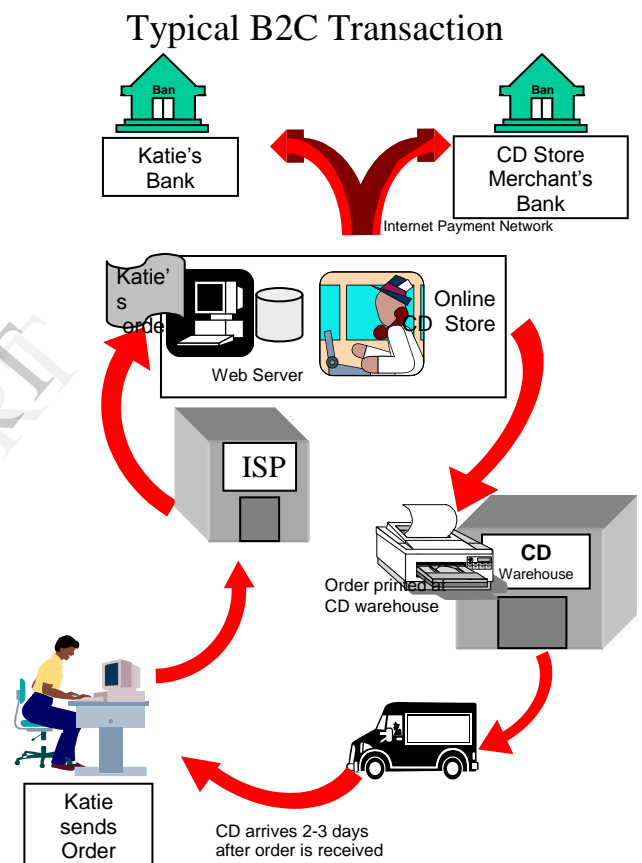 Typical B2C Transaction
Ban
Ban
Katie's
Bank
CD Store
Merchant's
Bank
Internet Payment Network
Katie'
s
orde
Online
CD Store
Web Server
ISP
CD
Warehouse
Order printed at
CD warehouse
Katie
sends
Order
CD arrives 2-3 days
after order is received